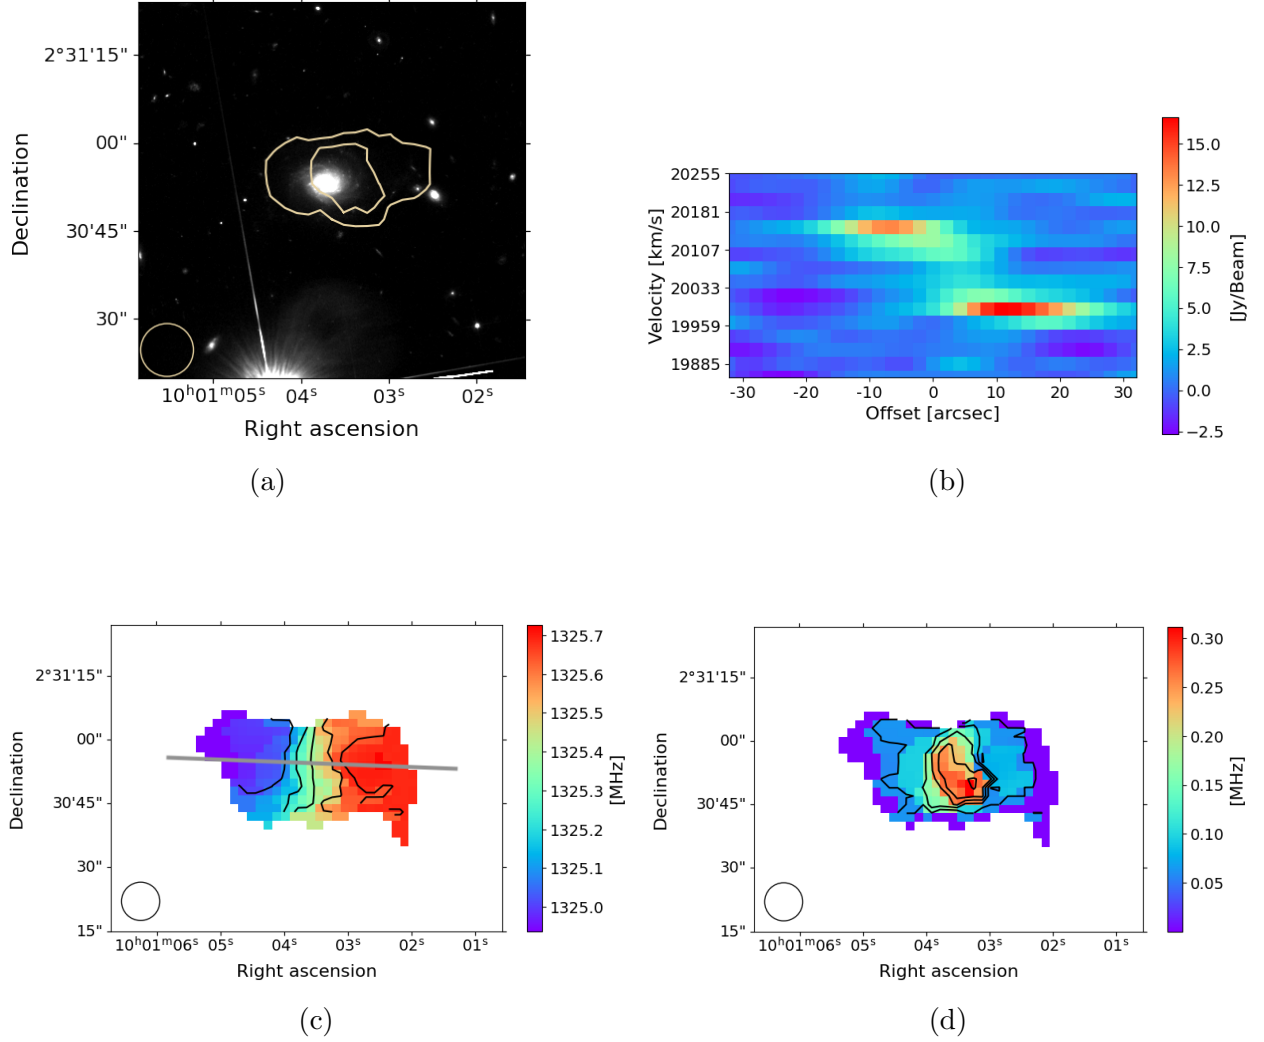 2°31'15"
00"
30'45"
30"
Declination
10ʰ01ᵐ05ˢ 04ˢ 03ˢ 02ˢ
Right ascension
(a)
20255
20181
20107
20033
19959
19885
Velocity [km/s]
-30 -20 -10 0 10 20 30
Offset [arcsec]
15.0
12.5
10.0
7.5
5.0
2.5
0.0
−2.5
[Jy/Beam]
(b)
2°31'15"
00"
30'45"
30"
15"
Declination
10ʰ01ᵐ06ˢ 05ˢ 04ˢ 03ˢ 02ˢ 01ˢ
Right ascension
1325.7
1325.6
1325.5
1325.4
1325.3
1325.2
1325.1
1325.0
[MHz]
(c)
2°31'15"
00"
30'45"
30"
15"
Declination
10ʰ01ᵐ06ˢ 05ˢ 04ˢ 03ˢ 02ˢ 01ˢ
Right ascension
0.30
0.25
0.20
0.15
0.10
0.05
[MHz]
(d)